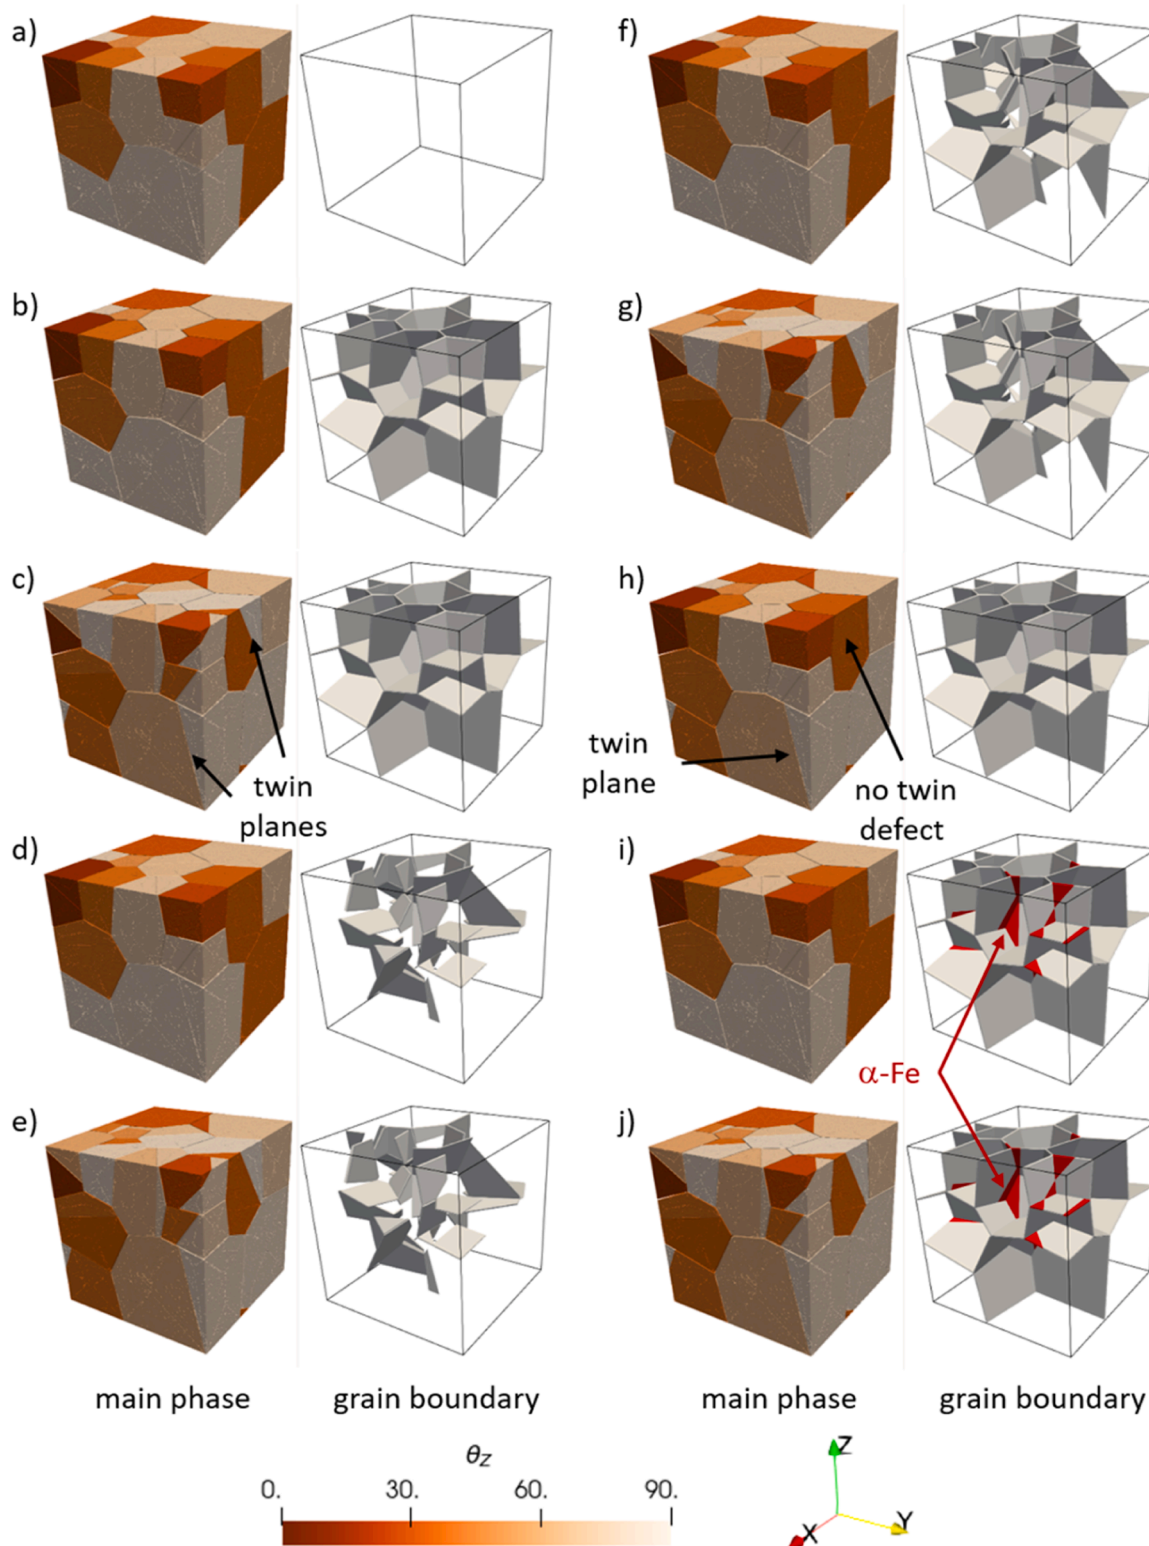 a)
f)
b)
g)
c)
h)
twin
planes
twin
plane
no twin
defect
d)
i)
α-Fe
e)
j)
main phase
grain boundary
main phase
grain boundary
θZ
0. 30. 60. 90.
Z
Y
X